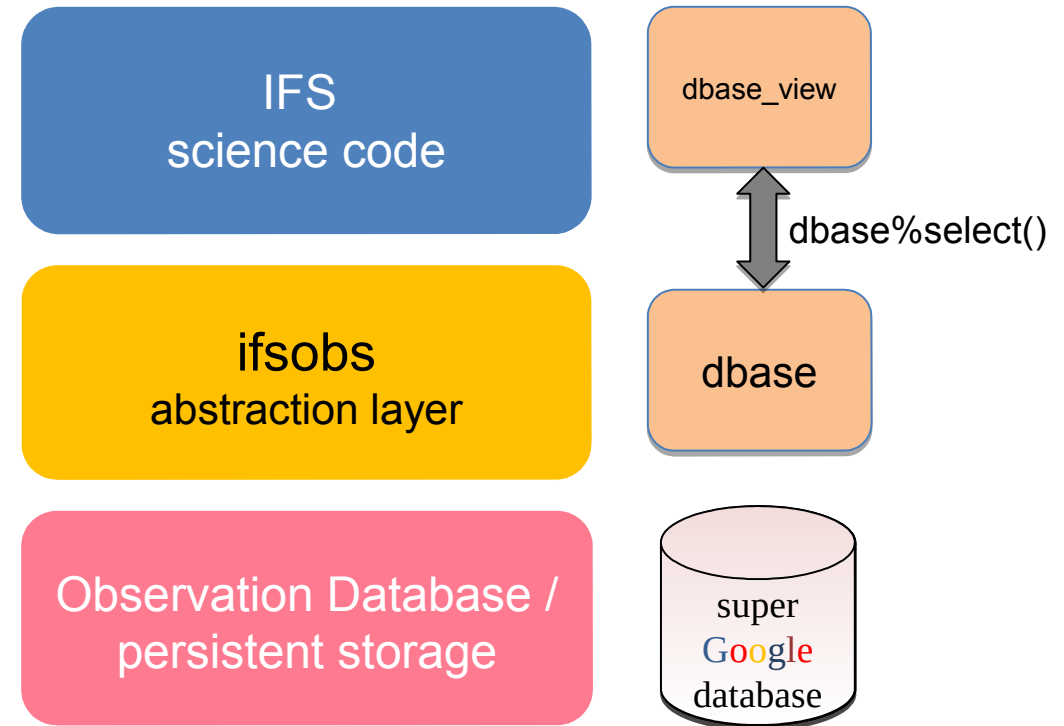 IFS
science code
dbase_view
dbase%select()
ifsobs
abstraction layer
dbase
Observation Database /
persistent storage
super
Google
database